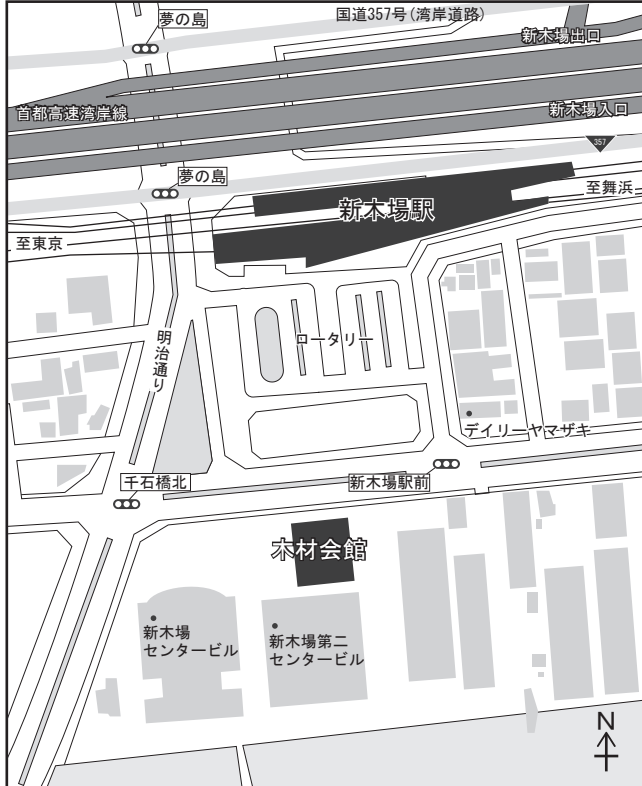 夢の島
国道357号(湾岸道路)
新木場出口
首都高速湾岸線
新木場入口
357
夢の島
至舞浜
新木場駅
至東京
ロータリー
明治通り
デイリーヤマザキ
千石橋北
新木場駅前
木材会館
新木場
センタービル
新木場第二
センタービル
N